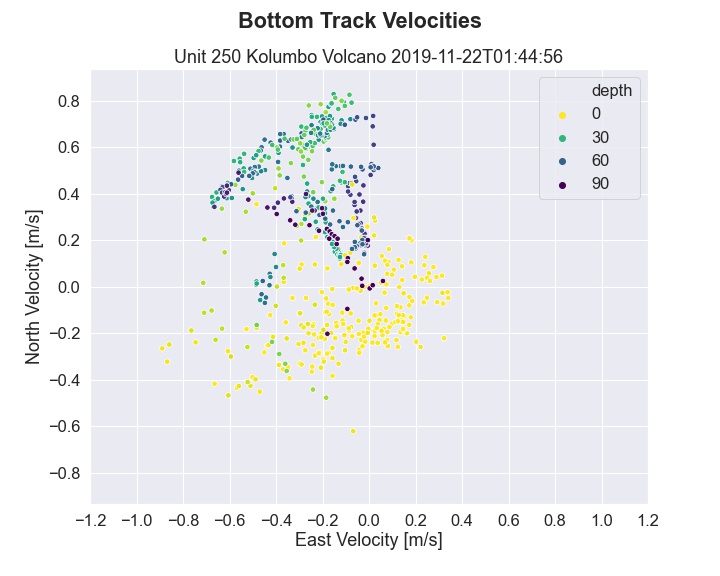 Bottom Track Velocities
Unit 250 Kolumbo Volcano 2019-11-22T01:44:56
depth
0
30
60
90
0.8
0.6
0.4
0.2
0.0
−0.2
−0.4
−0.6
−0.8
North Velocity [m/s]
−1.2 −1.0 −0.8 −0.6 −0.4 −0.2 0.0 0.2 0.4 0.6 0.8 1.0 1.2
East Velocity [m/s]